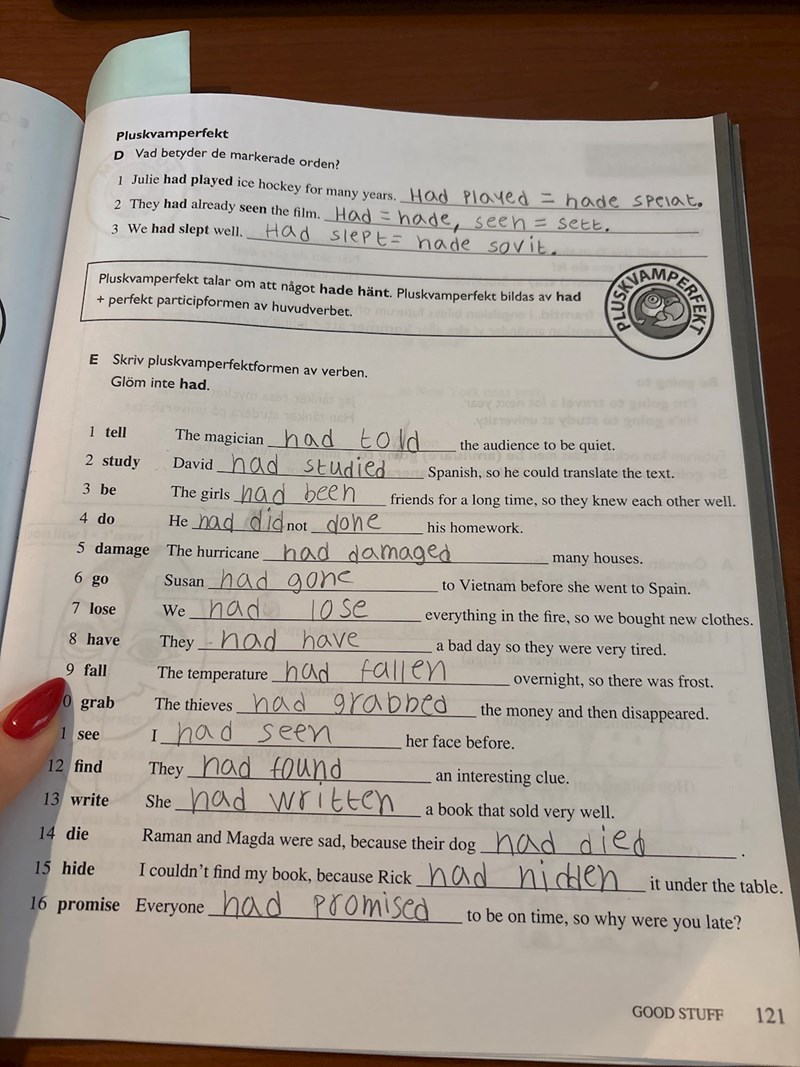 Pluskvamperfekt
D Vad betyder de markerade orden?
1 Julie had played ice hockey for many years. Had Played = hade spelat.
2 They had already seen the film. Had = hade, seen = sett.
3 We had slept well. Had slept = hade sovit.
Pluskvamperfekt talar om att något hade hänt. Pluskvamperfekt bildas av had
+ perfekt participformen av huvudverbet.
PLUSKVAMPERFEKT
E Skriv pluskvamperfektformen av verben.
Glöm inte had.
1 tell The magician had told the audience to be quiet.
2 study David had studied Spanish, so he could translate the text.
3 be The girls had been friends for a long time, so they knew each other well.
4 do He had did not done his homework.
5 damage The hurricane had damaged many houses.
6 go Susan had gone to Vietnam before she went to Spain.
7 lose We had lose everything in the fire, so we bought new clothes.
8 have They had have a bad day so they were very tired.
9 fall The temperature had fallen overnight, so there was frost.
0 grab The thieves had grabbed the money and then disappeared.
1 see I had seen her face before.
12 find They had found an interesting clue.
13 write She had written a book that sold very well.
14 die Raman and Magda were sad, because their dog had died.
15 hide I couldn't find my book, because Rick had hidden it under the table.
16 promise Everyone had promised to be on time, so why were you late?
GOOD STUFF 121